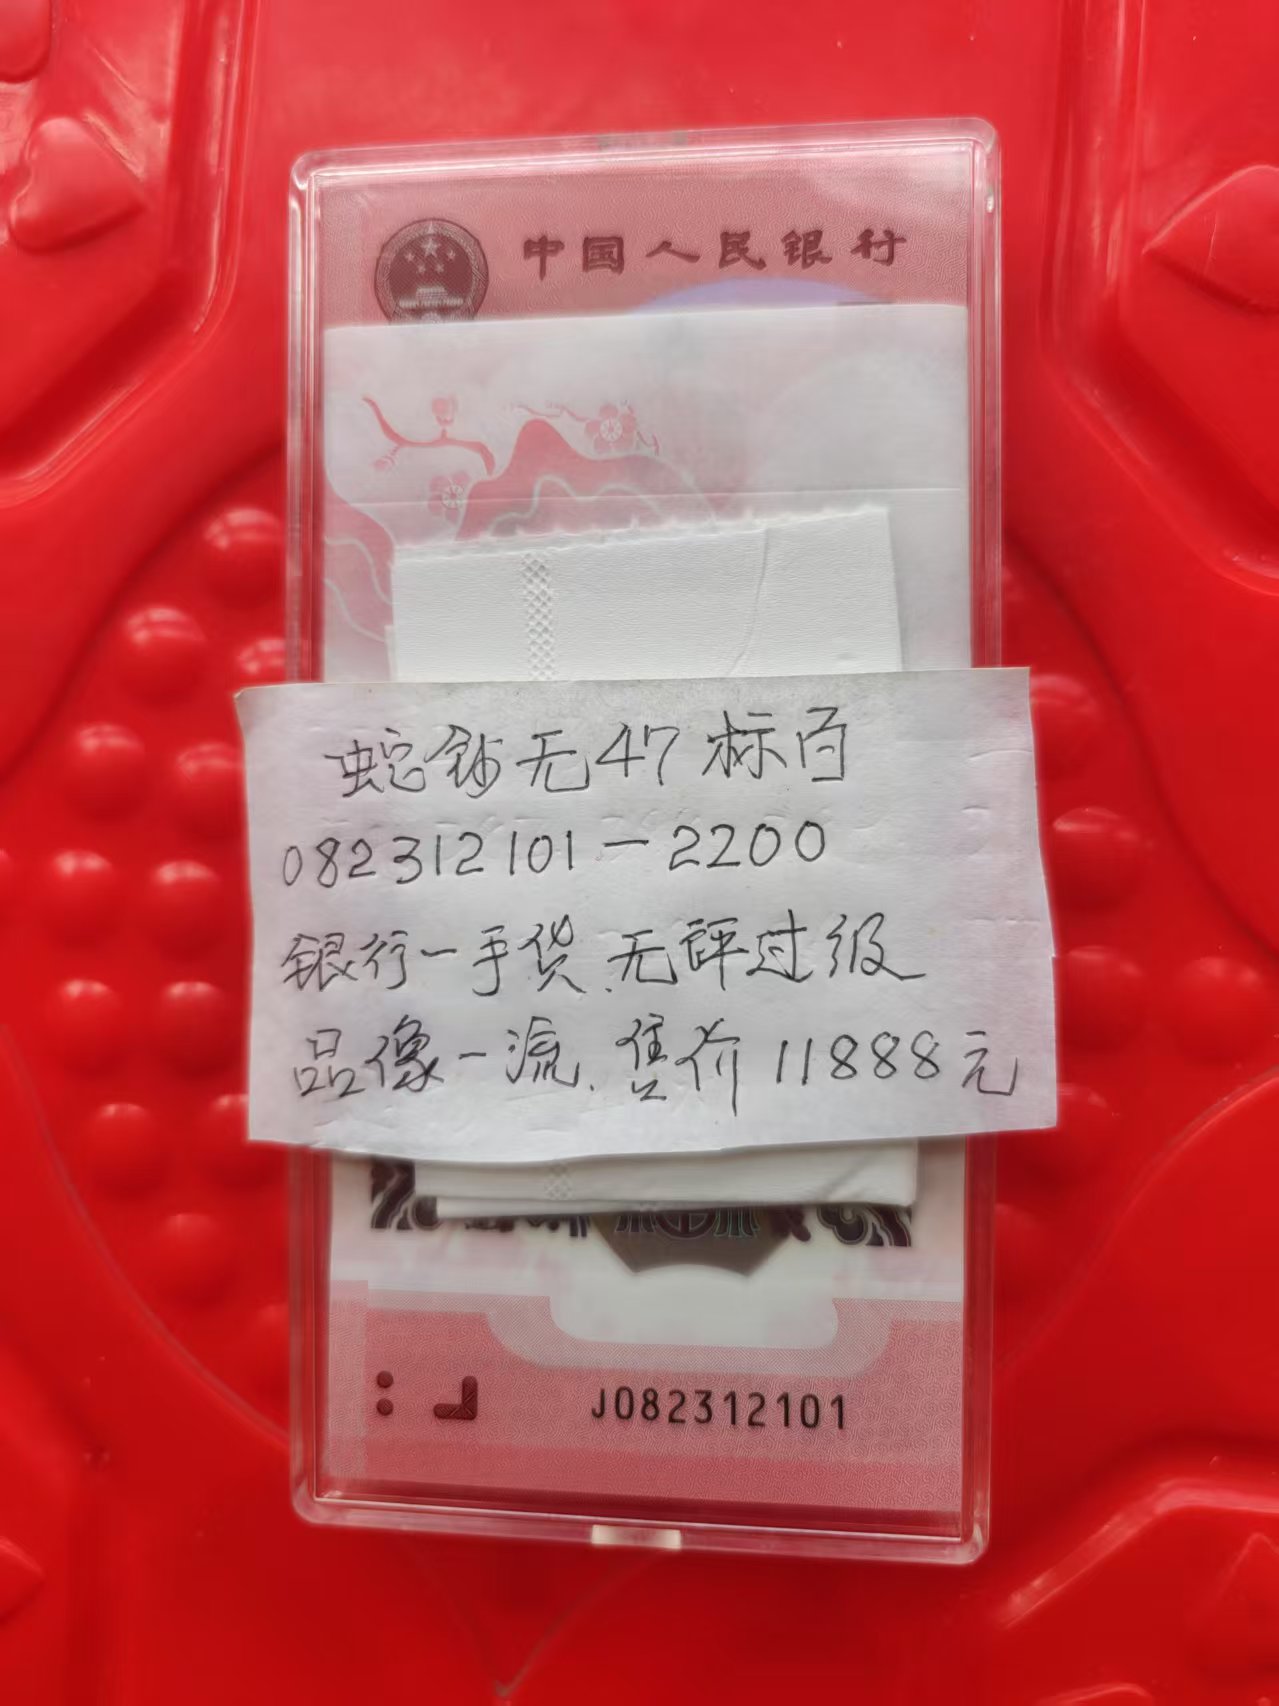 中国人民银行
蛇钞无47标百
082312101-2200
银行一手货.无评过级
品像一流.售价11888元
J082312101